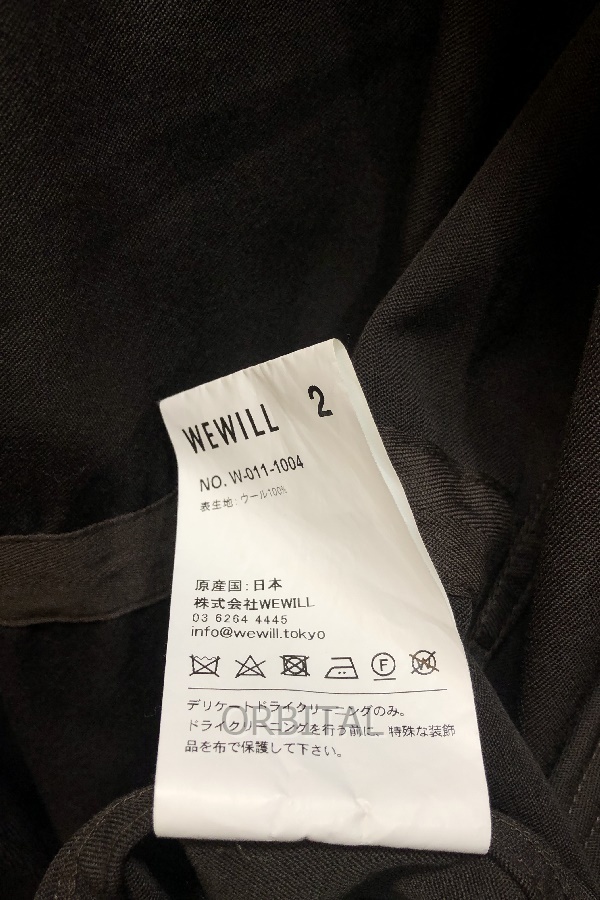 WEWILL 2
NO. W-011-1004
表生地:ウール100%
原産国:日本
株式会社WEWILL
03 6264 4445
info@wewill.tokyo
F W
デリケートドライクリーニングのみ。
ドライクリーニングを行う前に、特殊な装飾
品を布で保護して下さい。
ORBITAL